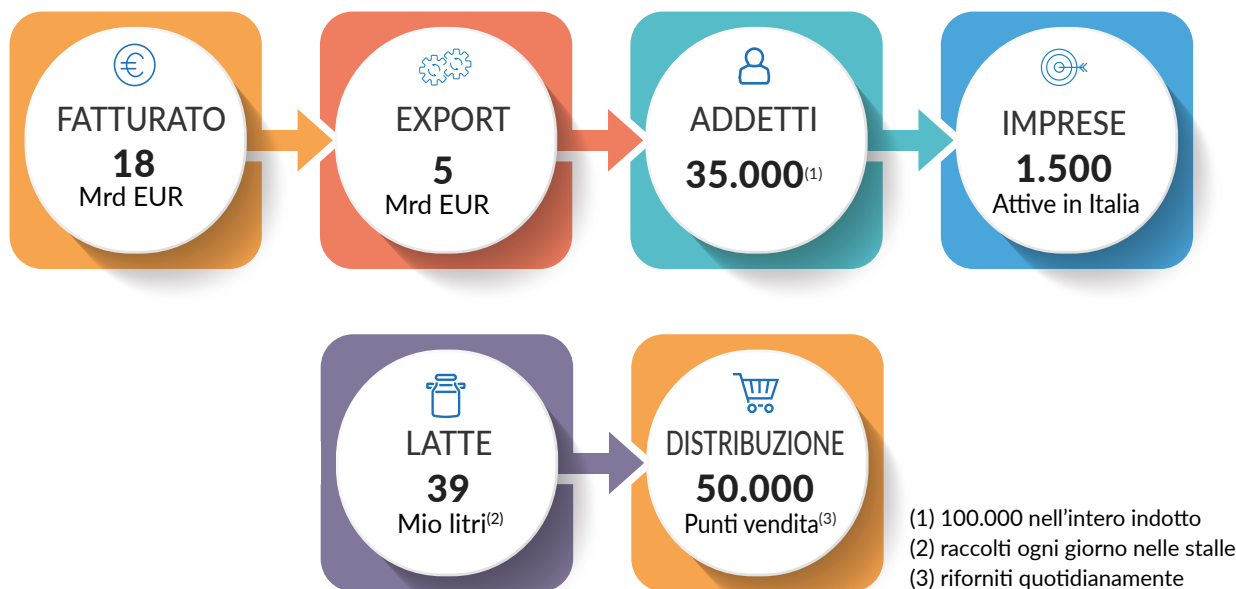 FATTURATO
18
Mrd EUR
EXPORT
5
Mrd EUR
ADDETTI
35.000(1)
IMPRESE
1.500
Attive in Italia
LATTE
39
Mio litri(2)
DISTRIBUZIONE
50.000
Punti vendita(3)
(1) 100.000 nell'intero indotto
(2) raccolti ogni giorno nelle stalle
(3) riforniti quotidianamente